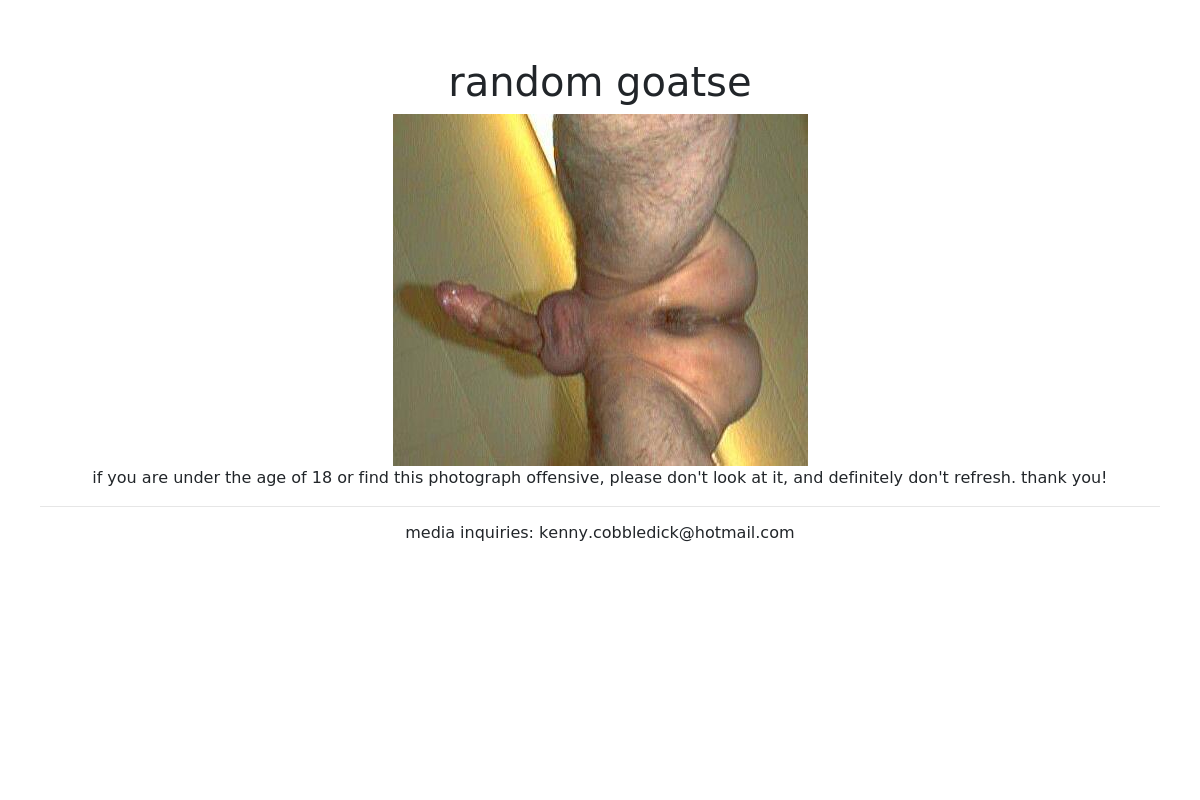 random goatse
if you are under the age of 18 or find this photograph offensive, please don't look at it, and definitely don't refresh. thank you!
media inquiries: kenny.cobbledick@hotmail.com